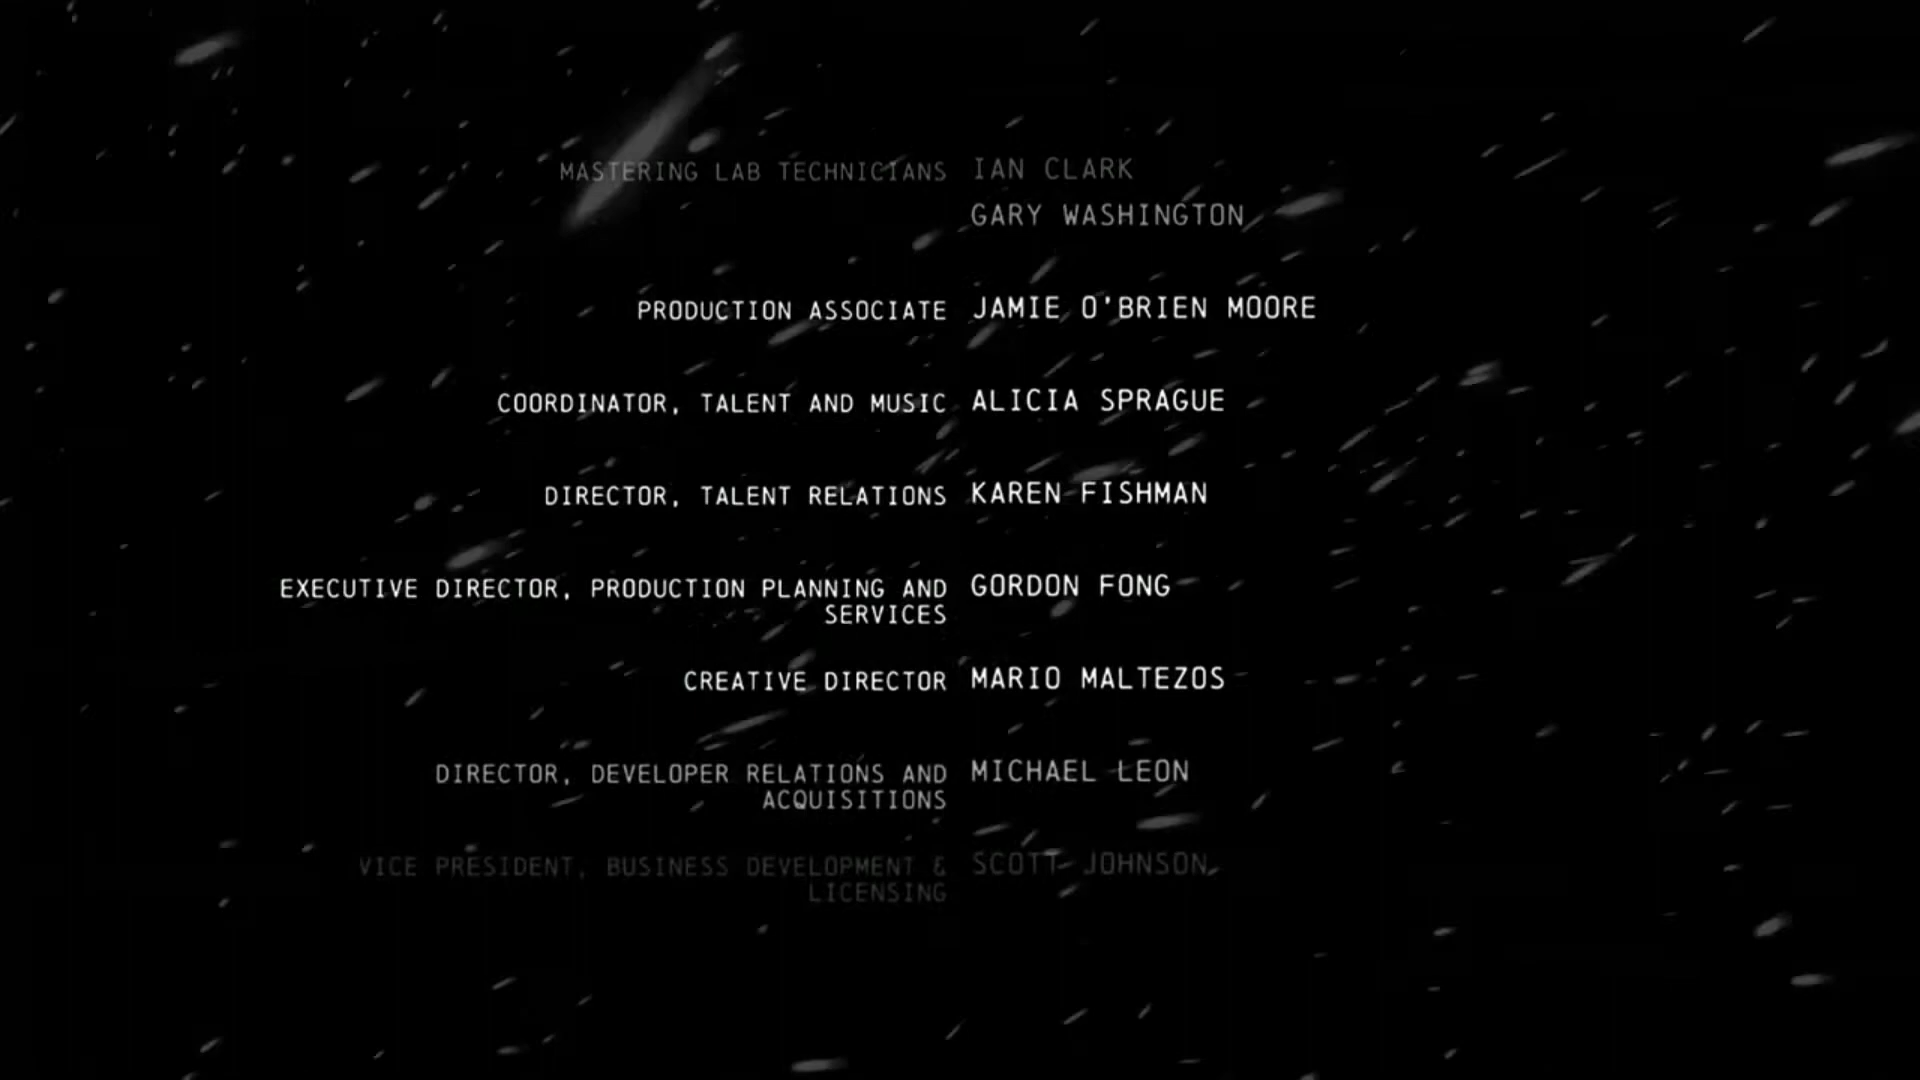 MASTERING LAB TECHNICIANS IAN CLARK
GARY WASHINGTON
PRODUCTION ASSOCIATE JAMIE O'BRIEN MOORE
COORDINATOR, TALENT AND MUSIC ALICIA SPRAGUE
DIRECTOR, TALENT RELATIONS KAREN FISHMAN
EXECUTIVE DIRECTOR, PRODUCTION PLANNING AND GORDON FONG
SERVICES
CREATIVE DIRECTOR MARIO MALTEZOS
DIRECTOR, DEVELOPER RELATIONS AND MICHAEL LEON
ACQUISITIONS
VICE PRESIDENT, BUSINESS DEVELOPMENT & SCOTT JOHNSON
LICENSING